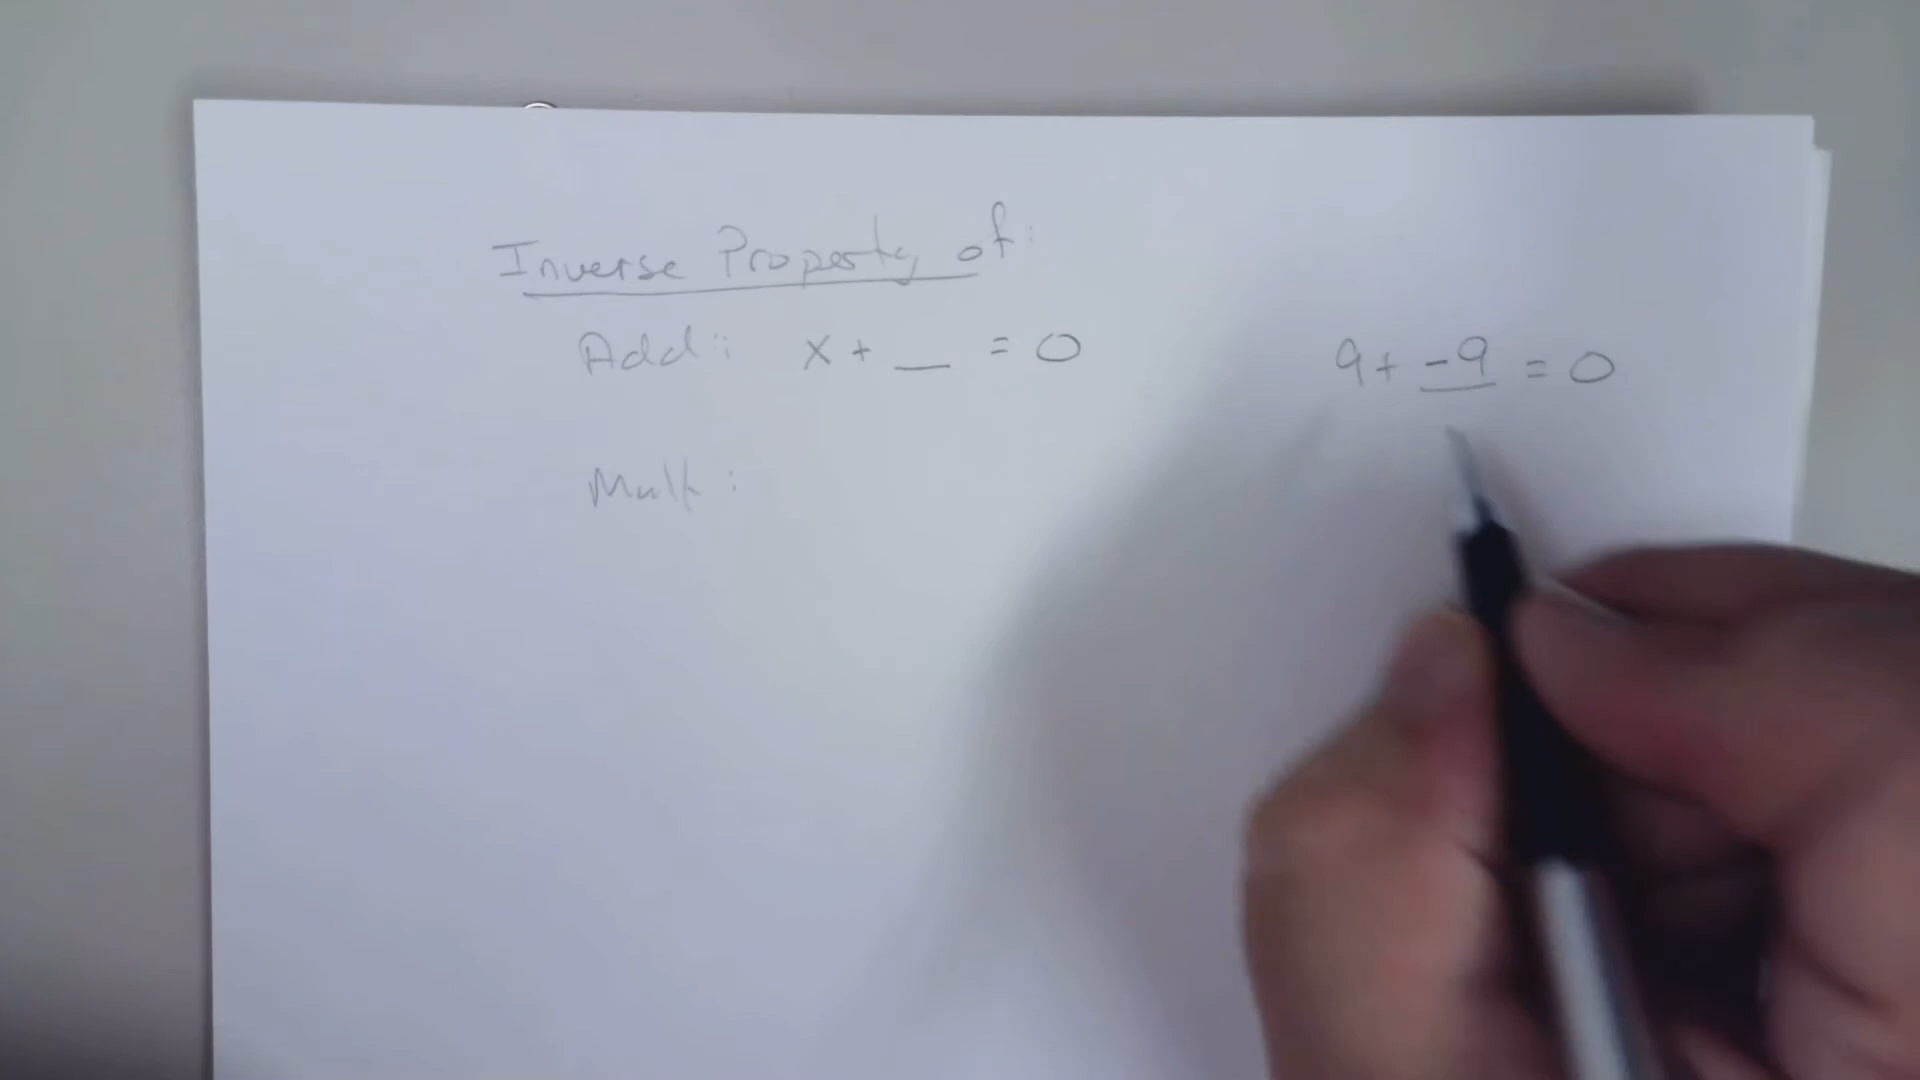 Inverse Property of:
Add: x + __ = 0
9 + -9 = 0
Mult: